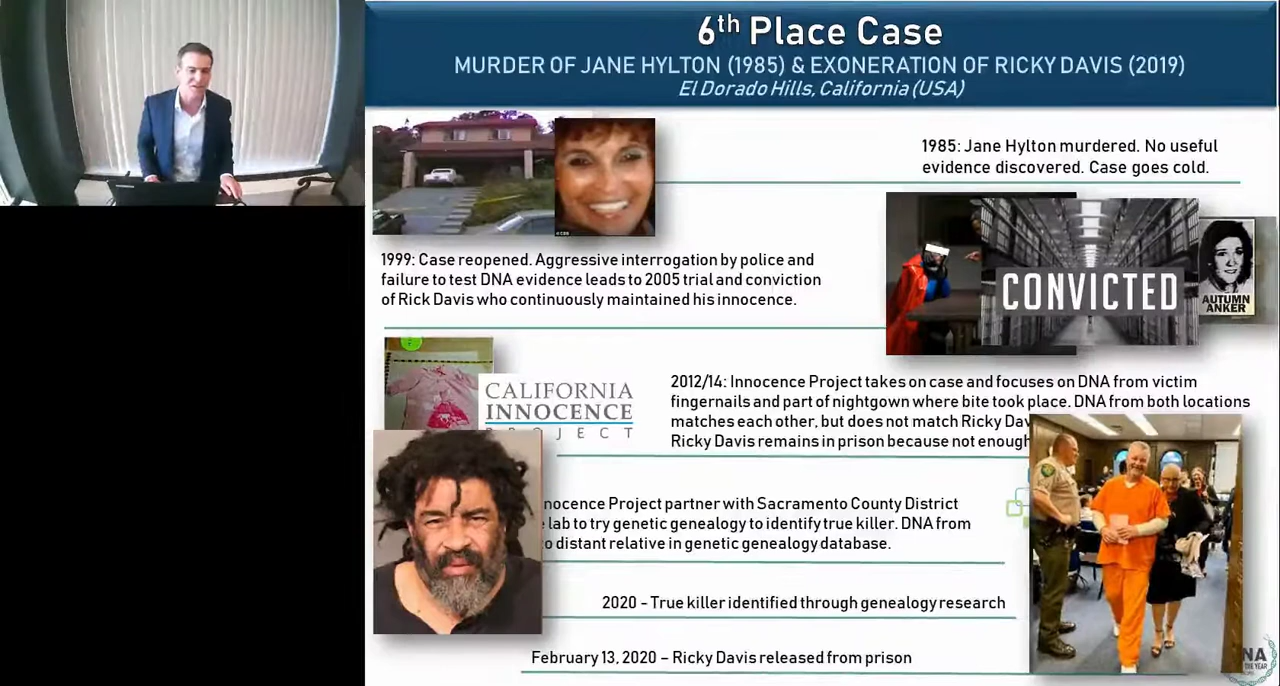 6th Place Case
MURDER OF JANE HYLTON (1985) & EXONERATION OF RICKY DAVIS (2019)
El Dorado Hills, California (USA)
1985: Jane Hylton murdered. No useful
evidence discovered. Case goes cold.
1999: Case reopened. Aggressive interrogation by police and
failure to test DNA evidence leads to 2005 trial and conviction
of Rick Davis who continuously maintained his innocence.
CONVICTED
AUTUMN
ANKER
CALIFORNIA
INNOCENCE
PROJECT
2012/14: Innocence Project takes on case and focuses on DNA from victim
fingernails and part of nightgown where bite took place. DNA from both locations
matches each other, but does not match Ricky Dav
Ricky Davis remains in prison because not enough
nocence Project partner with Sacramento County District
lab to try genetic genealogy to identify true killer. DNA from
o distant relative in genetic genealogy database.
2020 - True killer identified through genealogy research
February 13, 2020 – Ricky Davis released from prison
NA